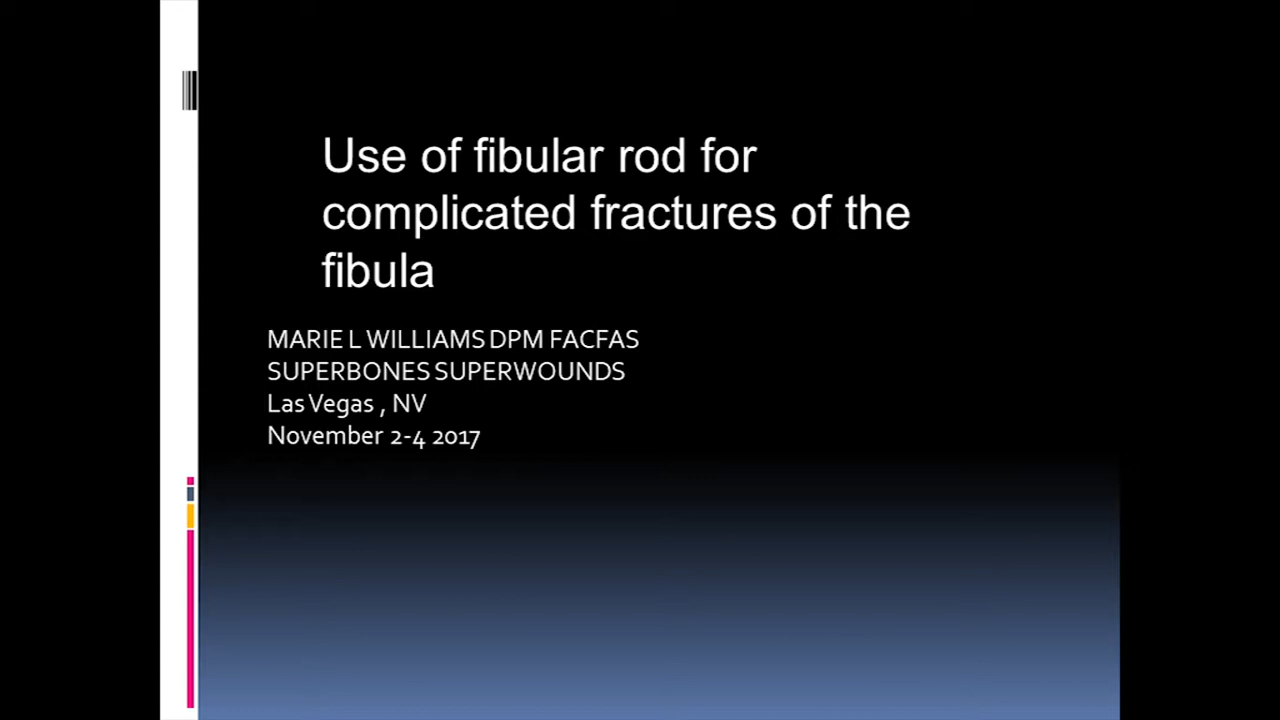 Use of fibular rod for
complicated fractures of the
fibula
MARIE L WILLIAMS DPM FACFAS
SUPERBONES SUPERWOUNDS
Las Vegas , NV
November 2-4 2017